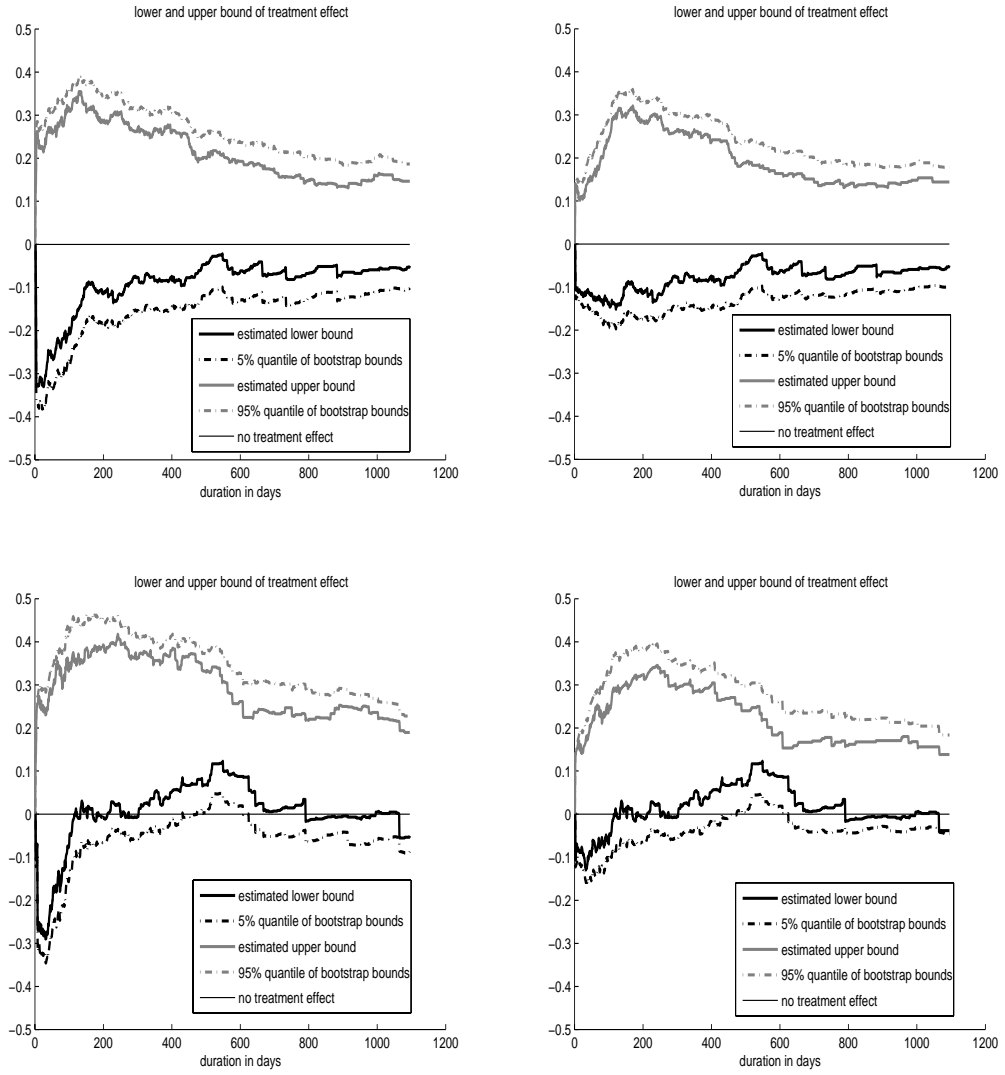 lower and upper bound of treatment effect
0.5
0.4
0.3
0.2
0.1
0
−0.1
−0.2
−0.3
−0.4
−0.5
estimated lower bound
5% quantile of bootstrap bounds
estimated upper bound
95% quantile of bootstrap bounds
no treatment effect
0 200 400 600 800 1000 1200
duration in days
lower and upper bound of treatment effect
0.5
0.4
0.3
0.2
0.1
0
−0.1
−0.2
−0.3
−0.4
−0.5
estimated lower bound
5% quantile of bootstrap bounds
estimated upper bound
95% quantile of bootstrap bounds
no treatment effect
0 200 400 600 800 1000 1200
duration in days
lower and upper bound of treatment effect
0.5
0.4
0.3
0.2
0.1
0
−0.1
−0.2
−0.3
−0.4
−0.5
estimated lower bound
5% quantile of bootstrap bounds
estimated upper bound
95% quantile of bootstrap bounds
no treatment effect
0 200 400 600 800 1000 1200
duration in days
lower and upper bound of treatment effect
0.5
0.4
0.3
0.2
0.1
0
−0.1
−0.2
−0.3
−0.4
−0.5
estimated lower bound
5% quantile of bootstrap bounds
estimated upper bound
95% quantile of bootstrap bounds
no treatment effect
0 200 400 600 800 1000 1200
duration in days